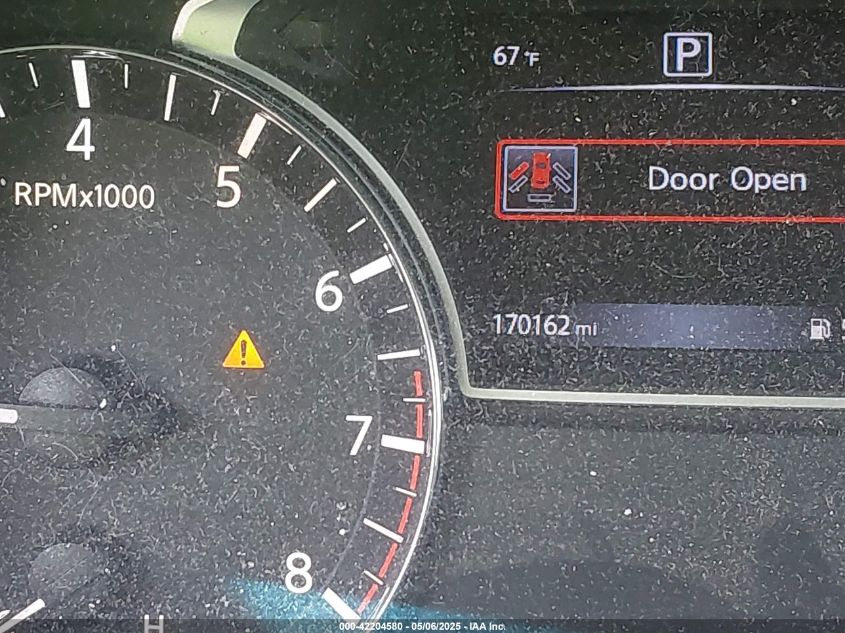 67°F P
4
5
RPMx1000
Door Open
6
170162 mi
7
8
H
000-42204580 - 05/06/2025 - IAA Inc.